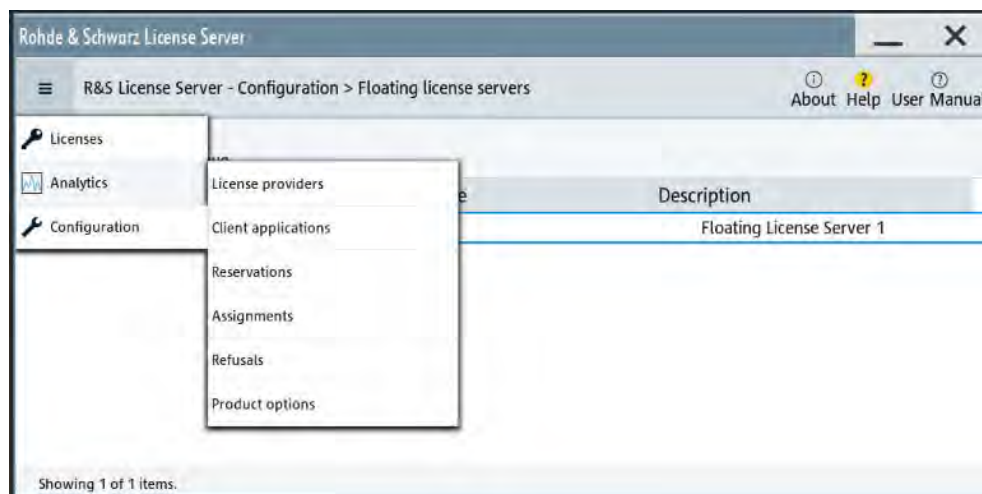 Rohde & Schwarz License Server
R&S License Server - Configuration > Floating license servers
About Help User Manual
Licenses
Analytics
Configuration
License providers
Client applications
Reservations
Assignments
Refusals
Product options
Description
Floating License Server 1
Showing 1 of 1 items.